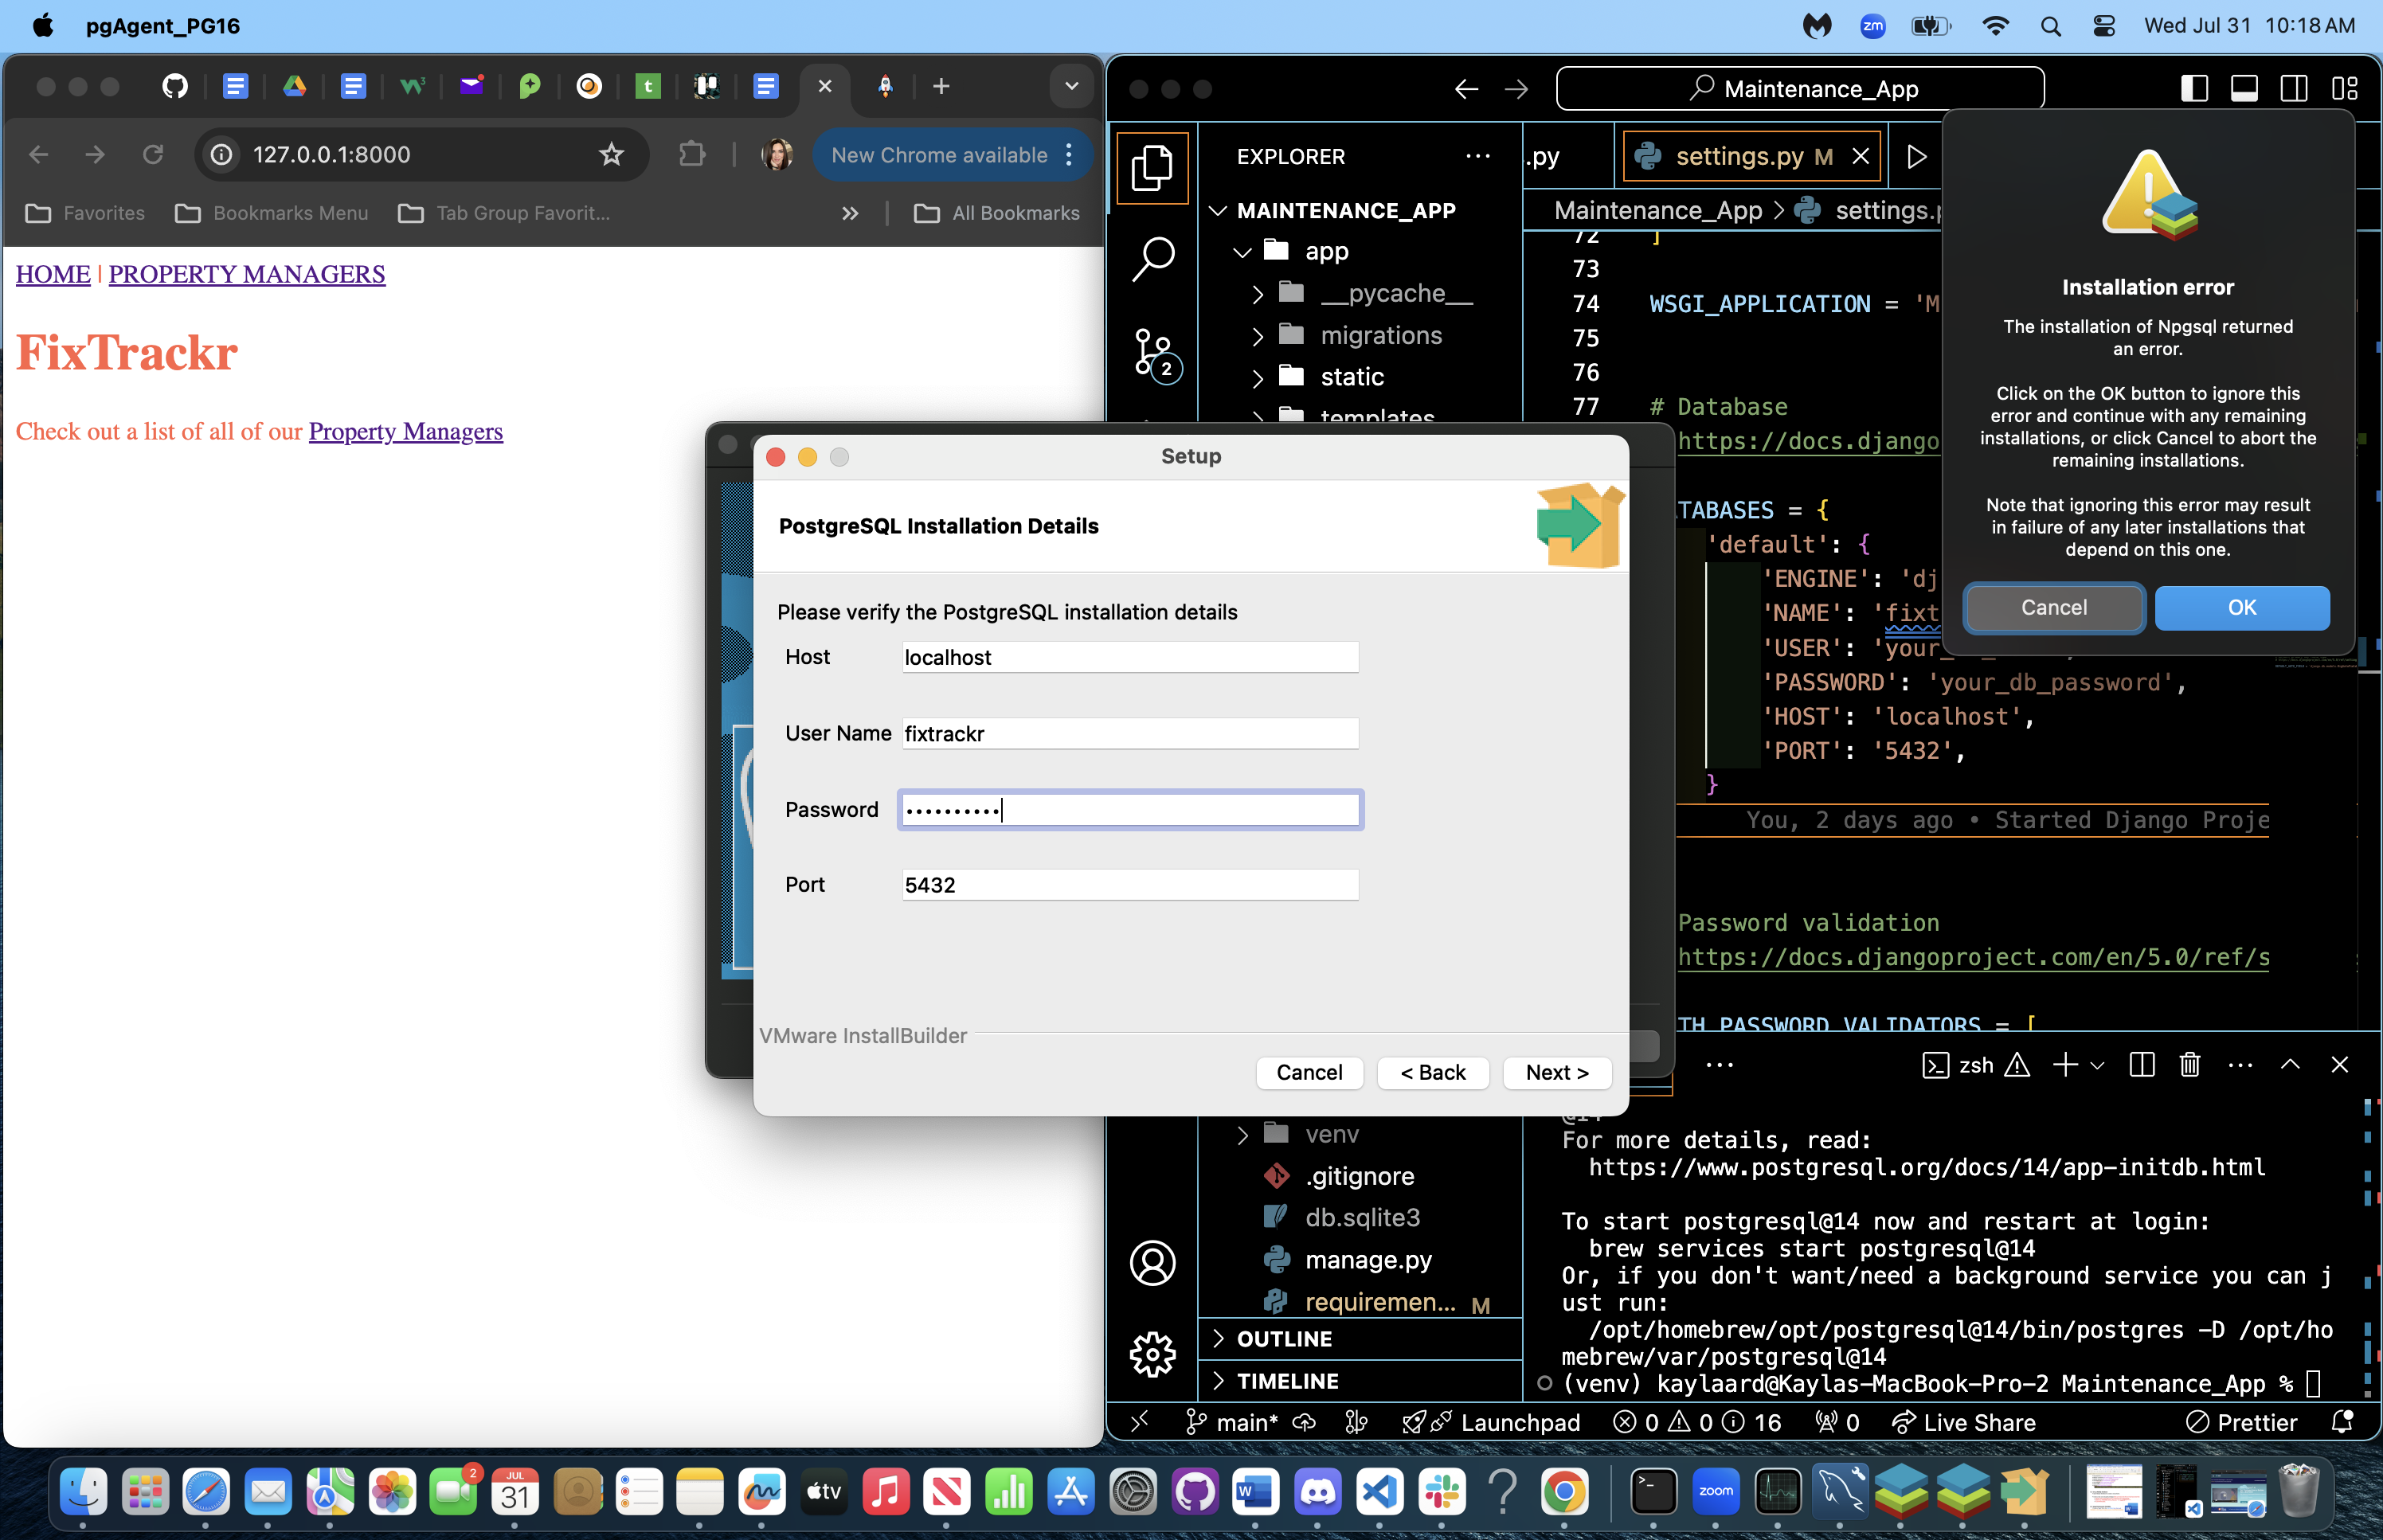 pgAgent_PG16
zm
Wed Jul 31 10:18 AM
127.0.0.1:8000
New Chrome available
Favorites
Bookmarks Menu
Tab Group Favorit...
All Bookmarks
HOME | PROPERTY MANAGERS
FixTrackr
Check out a list of all of our Property Managers
Maintenance_App
EXPLORER
.py
settings.py M
MAINTENANCE_APP
Maintenance_App > settings.
app
__pycache__
migrations
static
templates
2
72 ]
73
74 WSGI_APPLICATION = 'M
75
76
77 # Database
https://docs.django
TABASES = {
'default': {
'ENGINE': 'dj
'NAME': 'fixt
'USER': 'your_
'PASSWORD': 'your_db_password',
'HOST': 'localhost',
'PORT': '5432',
}
You, 2 days ago • Started Django Proje
Password validation
https://docs.djangoproject.com/en/5.0/ref/s
TH_PASSWORD_VALIDATORS = [
Installation error
The installation of Npgsql returned
an error.
Click on the OK button to ignore this
error and continue with any remaining
installations, or click Cancel to abort the
remaining installations.
Note that ignoring this error may result
in failure of any later installations that
depend on this one.
Cancel
OK
Setup
PostgreSQL Installation Details
Please verify the PostgreSQL installation details
Host localhost
User Name fixtrackr
Password ••••••••••
Port 5432
VMware InstallBuilder
Cancel
< Back
Next >
venv
.gitignore
db.sqlite3
manage.py
requiremen... M
OUTLINE
TIMELINE
zsh
@14
For more details, read:
https://www.postgresql.org/docs/14/app-initdb.html
To start postgresql@14 now and restart at login:
brew services start postgresql@14
Or, if you don't want/need a background service you can j
ust run:
/opt/homebrew/opt/postgresql@14/bin/postgres -D /opt/ho
mebrew/var/postgresql@14
(venv) kaylaard@Kaylas-MacBook-Pro-2 Maintenance_App %
main*
Launchpad
0
0
16
0
Live Share
Prettier
2
JUL
31
tv
zoom